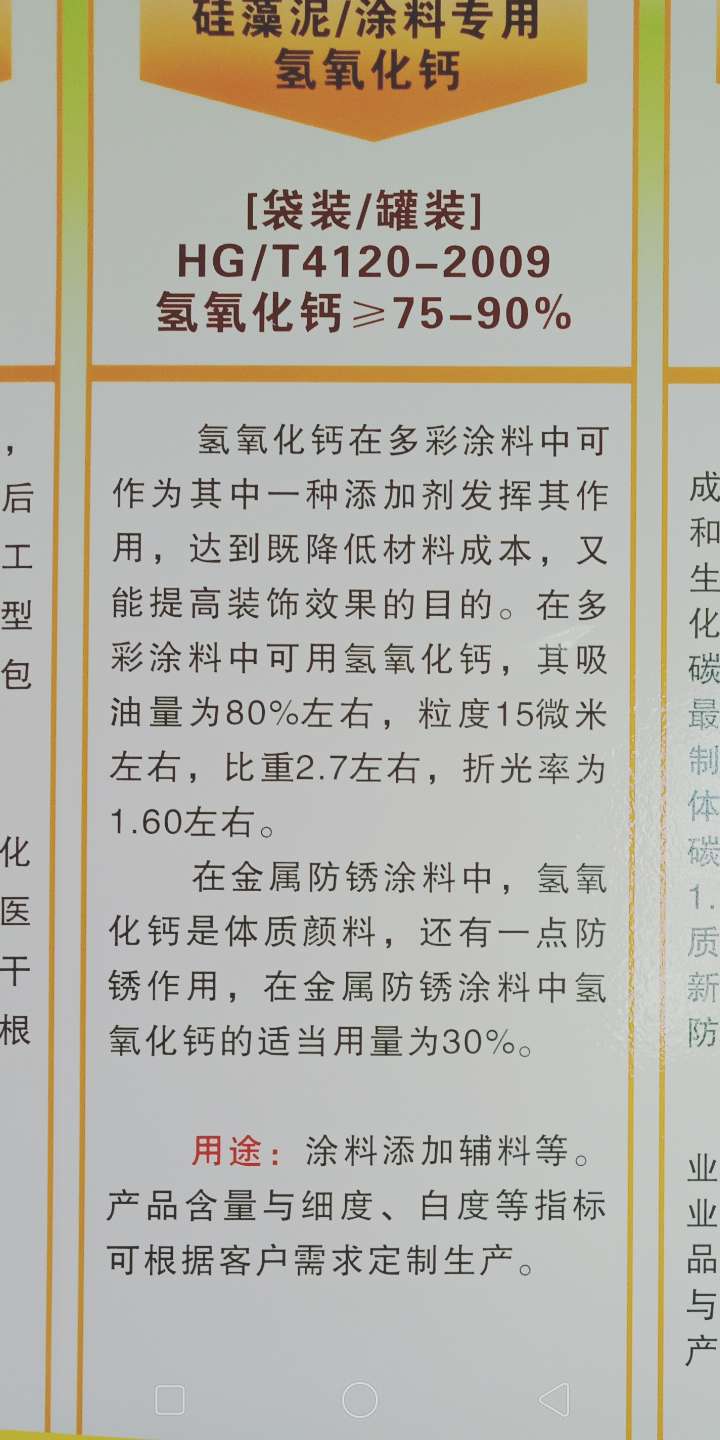 硅藻泥/涂料专用
氢氧化钙
[袋装/罐装]
HG/T4120-2009
氢氧化钙≥75-90%
氢氧化钙在多彩涂料中可
作为其中一种添加剂发挥其作
用，达到既降低材料成本，又
能提高装饰效果的目的。在多
彩涂料中可用氢氧化钙，其吸
油量为80%左右，粒度15微米
左右，比重2.7左右，折光率为
1.60左右。
在金属防锈涂料中，氢氧
化钙是体质颜料，还有一点防
锈作用，在金属防锈涂料中氢
氧化钙的适当用量为30%。
用途：涂料添加辅料等。
产品含量与细度、白度等指标
可根据客户需求定制生产。
，
后
工
型
包
化
医
干
根
成
和
生
化
碳
最
制
体
碳
1.
质
新
防
业
业
品
与
产